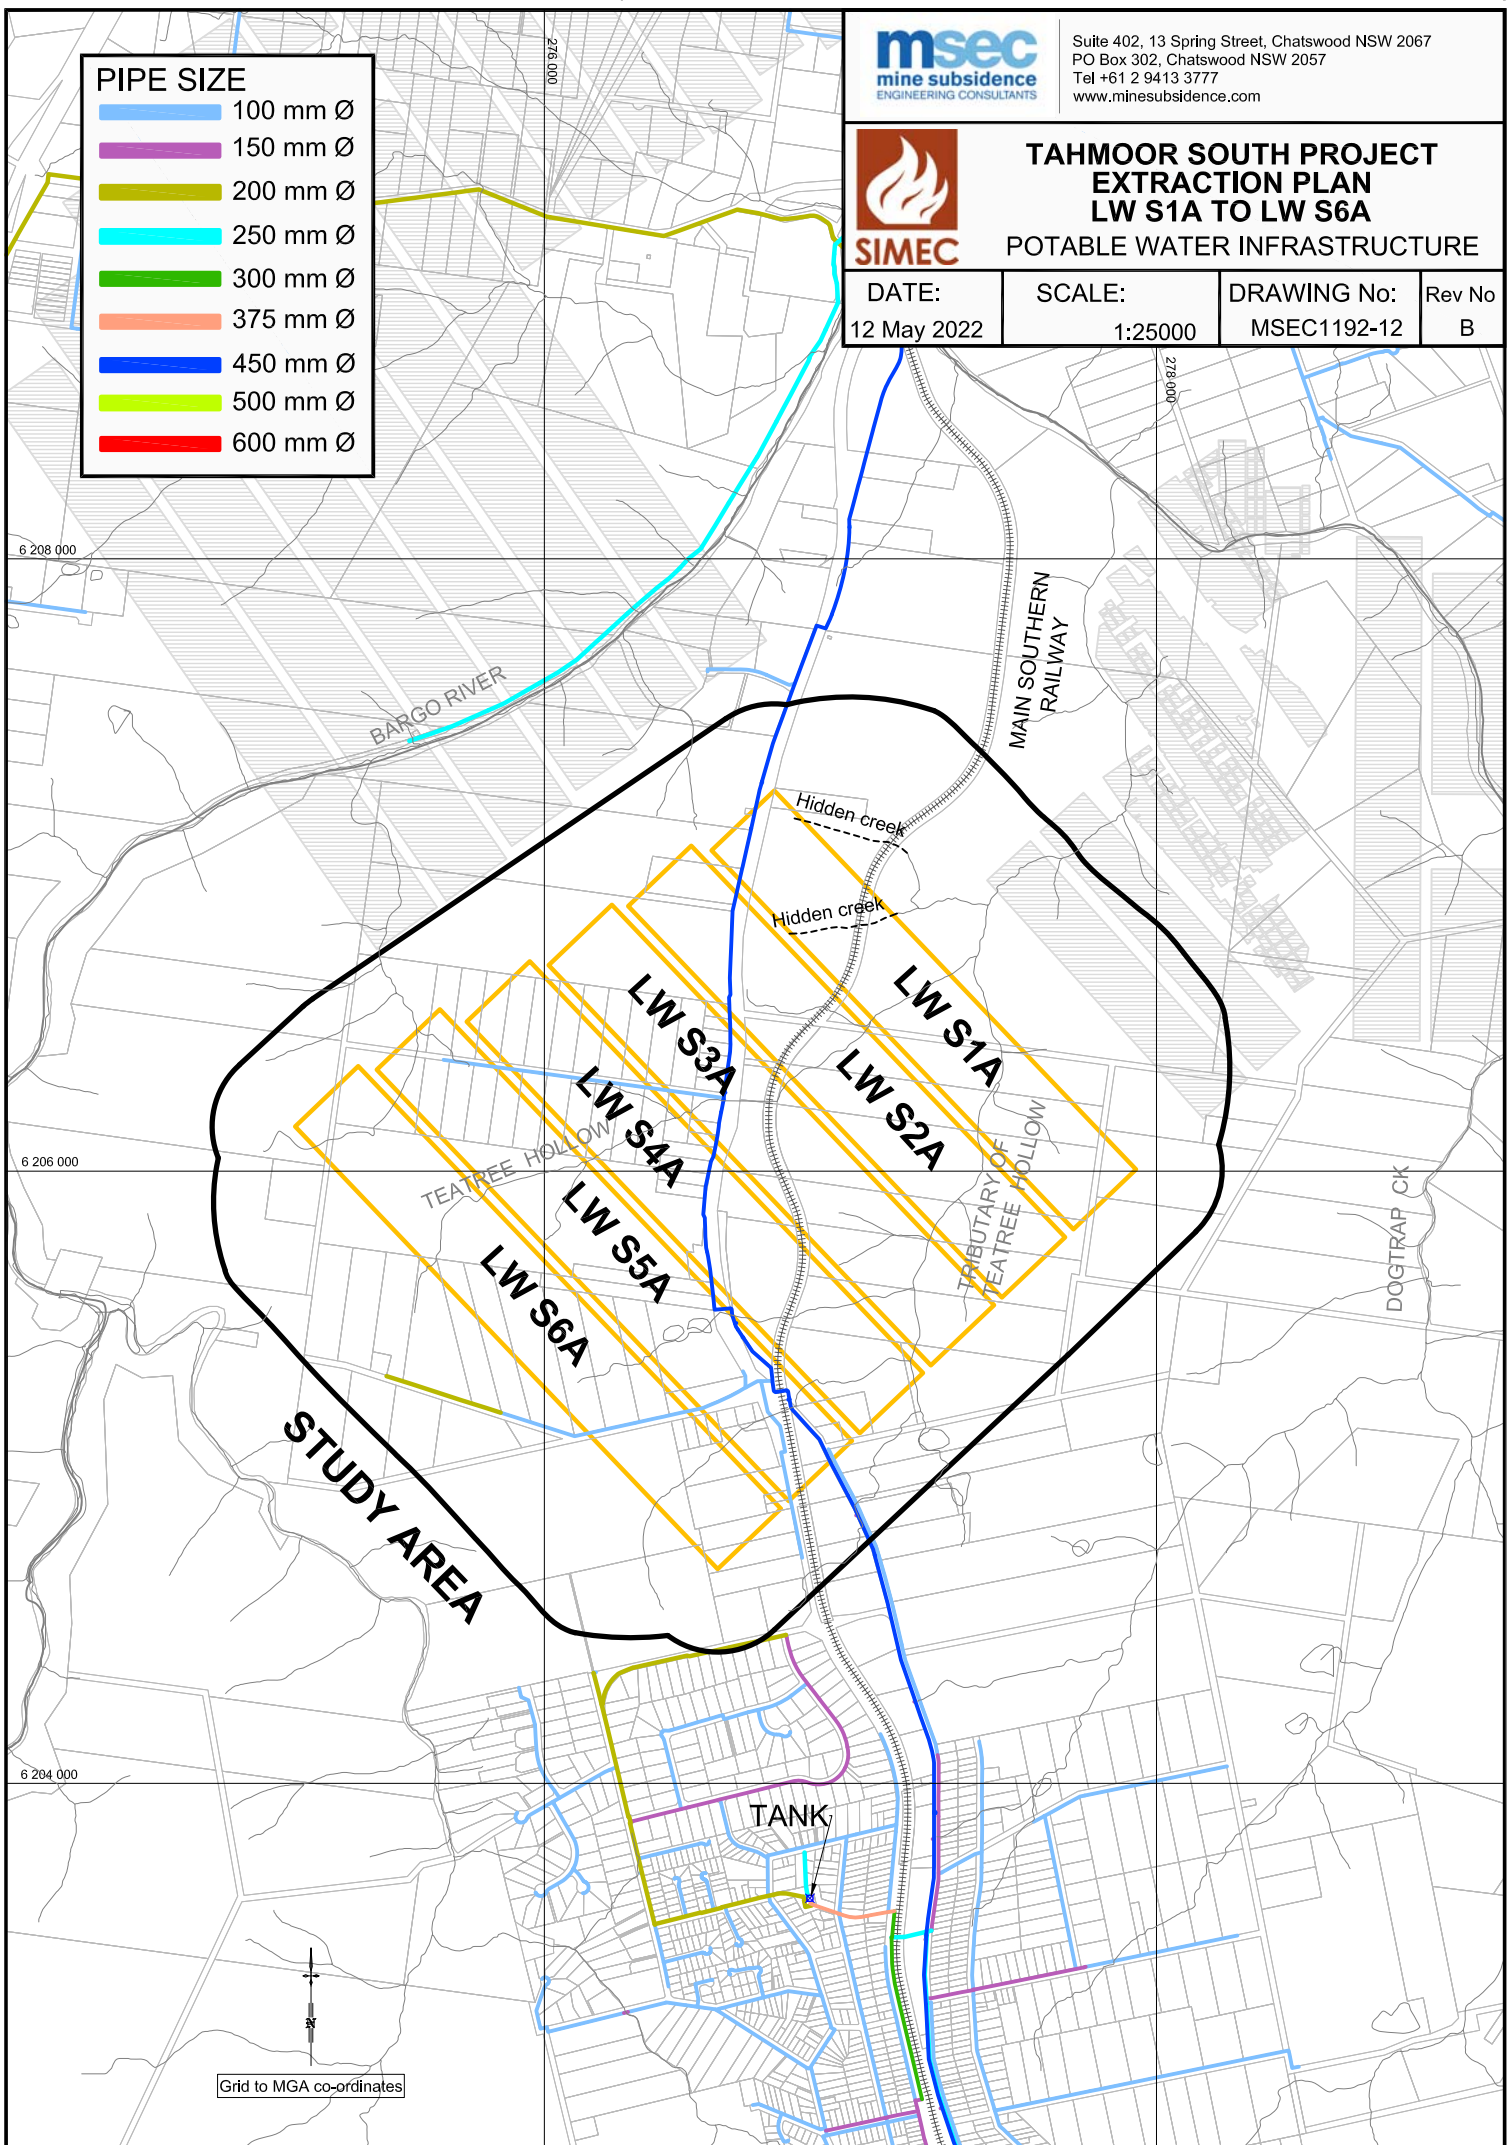 PIPE SIZE
100 mm Ø
150 mm Ø
200 mm Ø
250 mm Ø
300 mm Ø
375 mm Ø
450 mm Ø
500 mm Ø
600 mm Ø
276 000
msec
mine subsidence
ENGINEERING CONSULTANTS
Suite 402, 13 Spring Street, Chatswood NSW 2067
PO Box 302, Chatswood NSW 2057
Tel +61 2 9413 3777
www.minesubsidence.com
SIMEC
TAHMOOR SOUTH PROJECT
EXTRACTION PLAN
LW S1A TO LW S6A
POTABLE WATER INFRASTRUCTURE
DATE:
12 May 2022
SCALE:
1:25000
DRAWING No:
MSEC1192-12
Rev No
B
278 000
6 208 000
MAIN SOUTHERN
RAILWAY
BARGO RIVER
Hidden creek
Hidden creek
LW S1A
LW S2A
LW S3A
LW S4A
LW S5A
LW S6A
TEATREE HOLLOW
TRIBUTARY OF
TEATREE HOLLOW
6 206 000
DOGTRAP CK
STUDY AREA
6 204 000
TANK
N
Grid to MGA co-ordinates